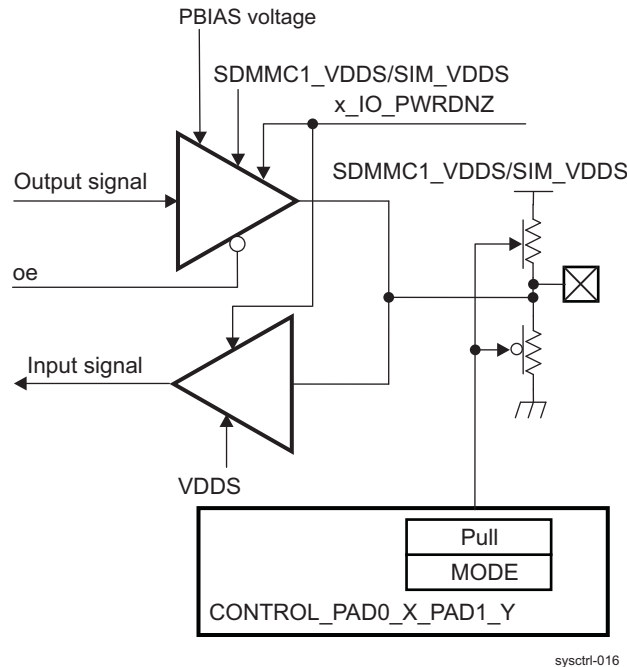 PBIAS voltage
SDMMC1_VDDS/SIM_VDDS
x_IO_PWRDNZ
SDMMC1_VDDS/SIM_VDDS
Output signal
oe
Input signal
VDDS
Pull
MODE
CONTROL_PAD0_X_PAD1_Y
sysctrl-016